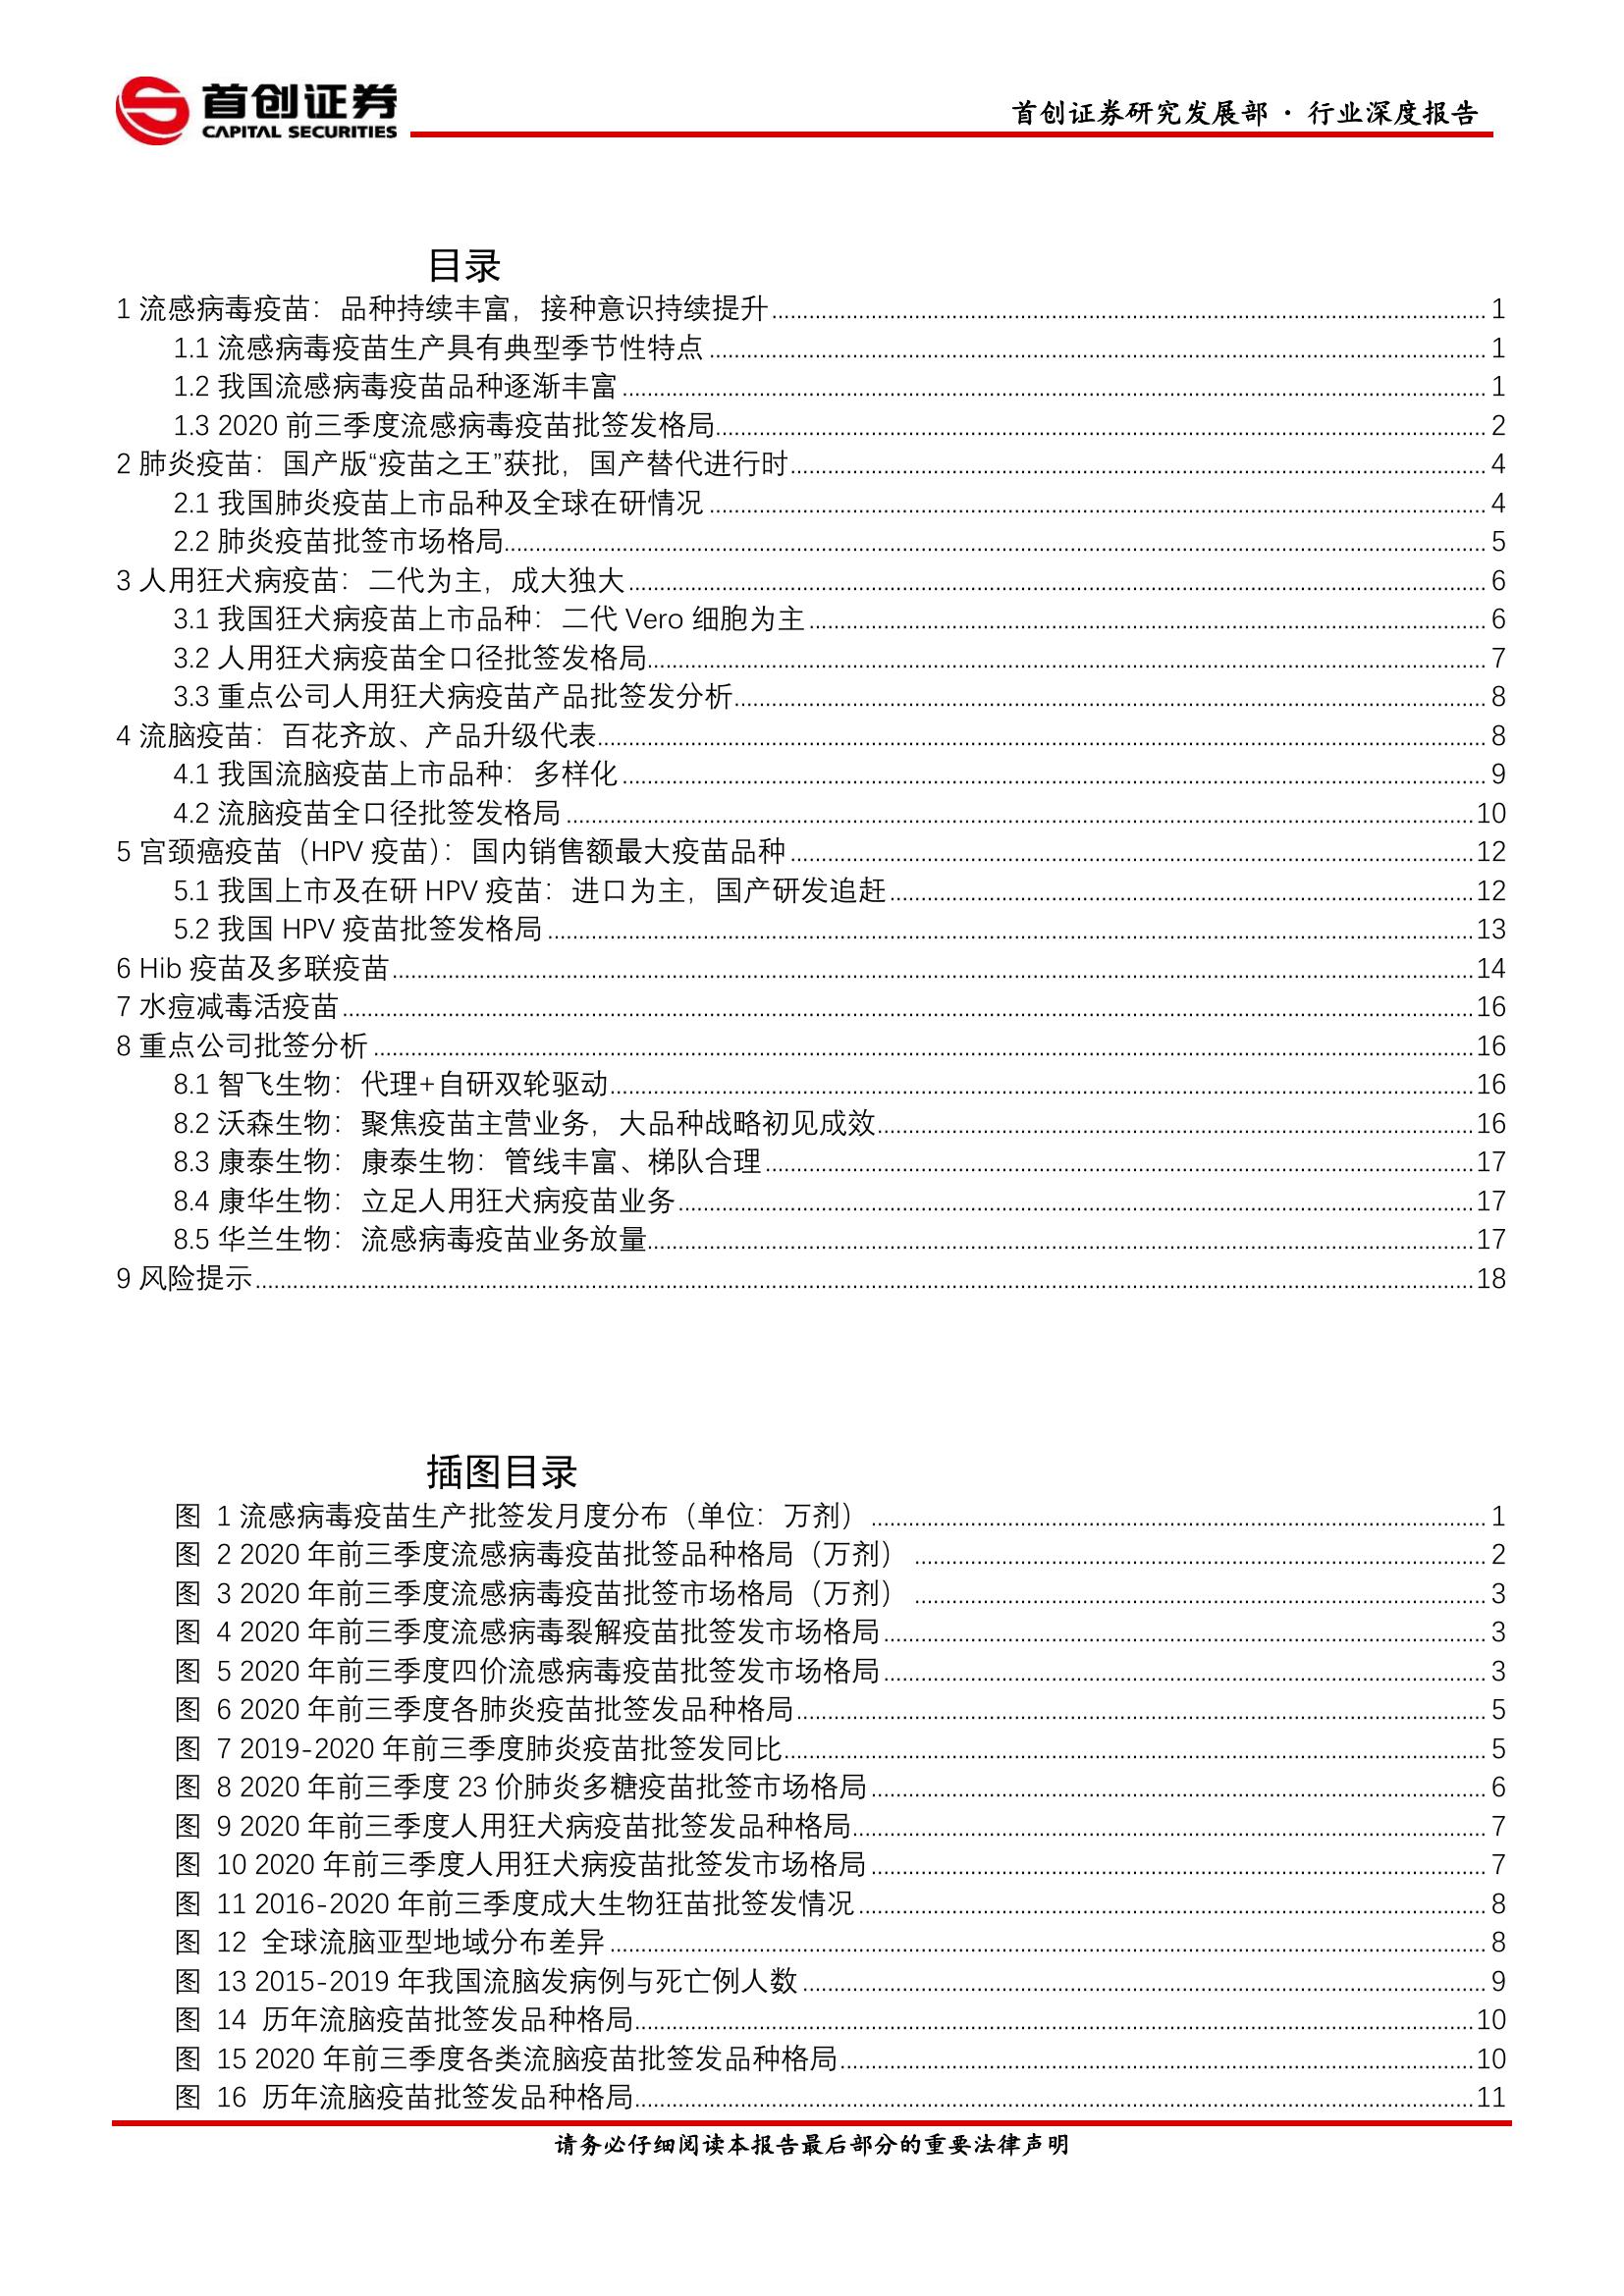 首创证券
CAPITAL SECURITIES
首创证券研究发展部 · 行业深度报告
目录
1 流感病毒疫苗：品种持续丰富，接种意识持续提升 1
1.1 流感病毒疫苗生产具有典型季节性特点 1
1.2 我国流感病毒疫苗品种逐渐丰富 1
1.3 2020 前三季度流感病毒疫苗批签发格局 2
2 肺炎疫苗：国产版“疫苗之王”获批，国产替代进行时 4
2.1 我国肺炎疫苗上市品种及全球在研情况 4
2.2 肺炎疫苗批签市场格局 5
3 人用狂犬病疫苗：二代为主，成大独大 6
3.1 我国狂犬病疫苗上市品种：二代 Vero 细胞为主 6
3.2 人用狂犬病疫苗全口径批签发格局 7
3.3 重点公司人用狂犬病疫苗产品批签发分析 8
4 流脑疫苗：百花齐放、产品升级代表 8
4.1 我国流脑疫苗上市品种：多样化 9
4.2 流脑疫苗全口径批签发格局 10
5 宫颈癌疫苗（HPV 疫苗）：国内销售额最大疫苗品种 12
5.1 我国上市及在研 HPV 疫苗：进口为主，国产研发追赶 12
5.2 我国 HPV 疫苗批签发格局 13
6 Hib 疫苗及多联疫苗 14
7 水痘减毒活疫苗 16
8 重点公司批签分析 16
8.1 智飞生物：代理+自研双轮驱动 16
8.2 沃森生物：聚焦疫苗主营业务，大品种战略初见成效 16
8.3 康泰生物：康泰生物：管线丰富、梯队合理 17
8.4 康华生物：立足人用狂犬病疫苗业务 17
8.5 华兰生物：流感病毒疫苗业务放量 17
9 风险提示 18
插图目录
图 1 流感病毒疫苗生产批签发月度分布（单位：万剂） 1
图 2 2020 年前三季度流感病毒疫苗批签品种格局（万剂） 2
图 3 2020 年前三季度流感病毒疫苗批签市场格局（万剂） 3
图 4 2020 年前三季度流感病毒裂解疫苗批签发市场格局 3
图 5 2020 年前三季度四价流感病毒疫苗批签发市场格局 3
图 6 2020 年前三季度各肺炎疫苗批签发品种格局 5
图 7 2019-2020 年前三季度肺炎疫苗批签发同比 5
图 8 2020 年前三季度 23 价肺炎多糖疫苗批签市场格局 6
图 9 2020 年前三季度人用狂犬病疫苗批签发品种格局 7
图 10 2020 年前三季度人用狂犬病疫苗批签发市场格局 7
图 11 2016-2020 年前三季度成大生物狂苗批签发情况 8
图 12 全球流脑亚型地域分布差异 8
图 13 2015-2019 年我国流脑发病例与死亡例人数 9
图 14 历年流脑疫苗批签发品种格局 10
图 15 2020 年前三季度各类流脑疫苗批签发品种格局 10
图 16 历年流脑疫苗批签发品种格局 11
请务必仔细阅读本报告最后部分的重要法律声明